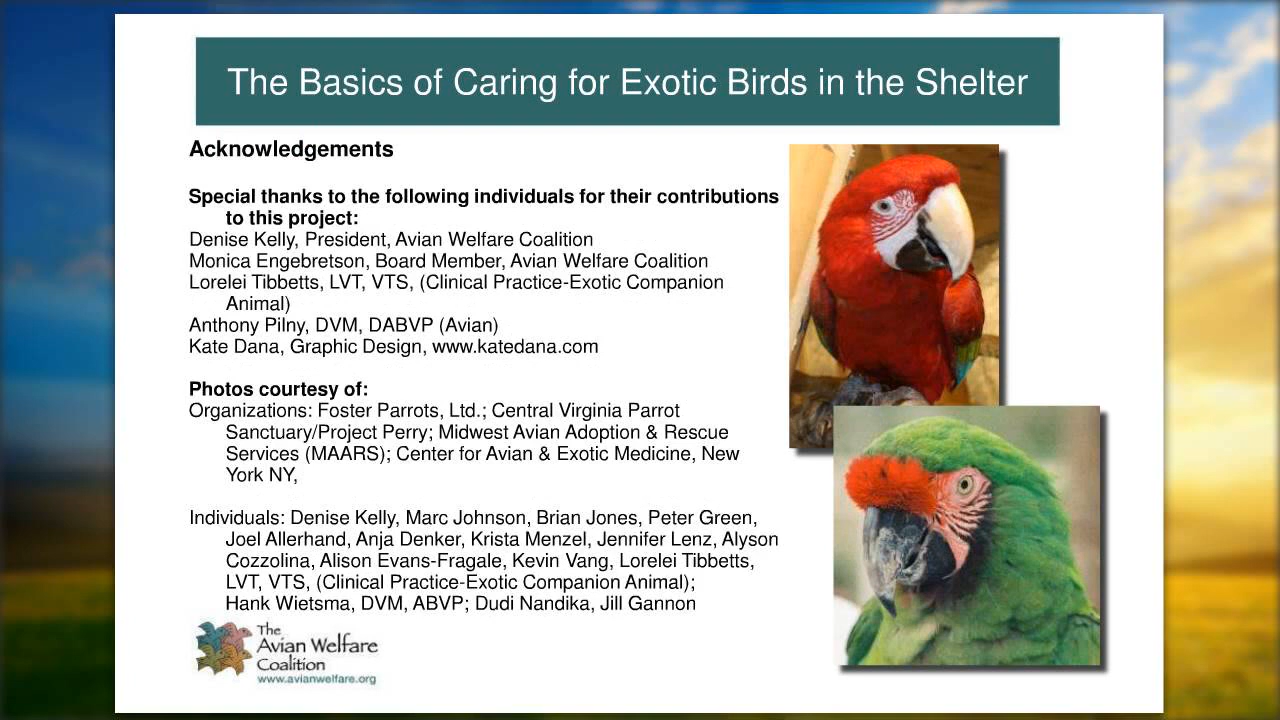 The Basics of Caring for Exotic Birds in the Shelter
Acknowledgements
Special thanks to the following individuals for their contributions
to this project:
Denise Kelly, President, Avian Welfare Coalition
Monica Engebretson, Board Member, Avian Welfare Coalition
Lorelei Tibbetts, LVT, VTS, (Clinical Practice-Exotic Companion
Animal)
Anthony Pilny, DVM, DABVP (Avian)
Kate Dana, Graphic Design, www.katedana.com
Photos courtesy of:
Organizations: Foster Parrots, Ltd.; Central Virginia Parrot
Sanctuary/Project Perry; Midwest Avian Adoption & Rescue
Services (MAARS); Center for Avian & Exotic Medicine, New
York NY,
Individuals: Denise Kelly, Marc Johnson, Brian Jones, Peter Green,
Joel Allerhand, Anja Denker, Krista Menzel, Jennifer Lenz, Alyson
Cozzolina, Alison Evans-Fragale, Kevin Vang, Lorelei Tibbetts,
LVT, VTS, (Clinical Practice-Exotic Companion Animal);
Hank Wietsma, DVM, ABVP; Dudi Nandika, Jill Gannon
The
Avian Welfare
Coalition
www.avianwelfare.org